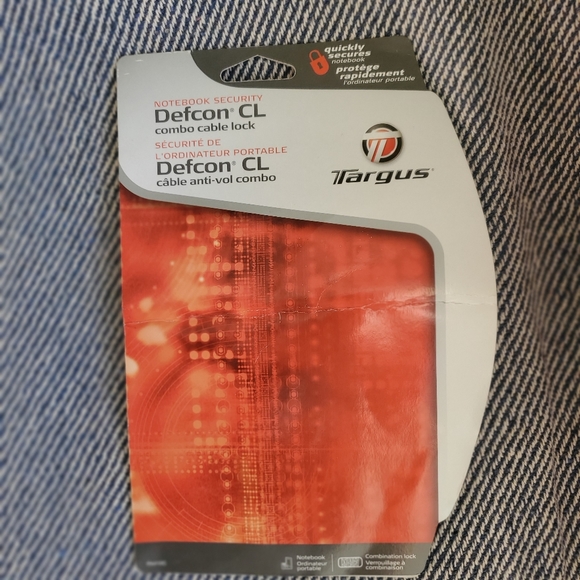 quickly
secures
notebook
protège
rapidement
l'ordinateur portable
NOTEBOOK SECURITY
Defcon® CL
combo cable lock
SÉCURITÉ DE
L'ORDINATEUR PORTABLE
Defcon® CL
câble anti-vol combo
Targus®
Notebook
Ordinateur
portable
Combination lock
Verrouillage à
combinaison